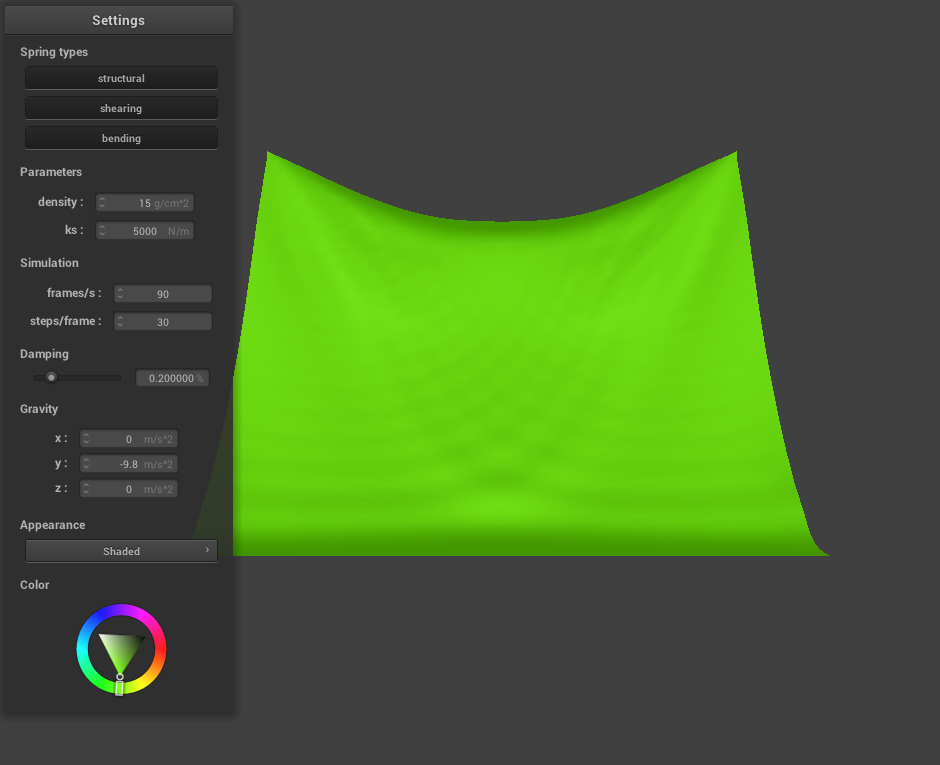 Settings
Spring types
structural
shearing
bending
Parameters
density : 15 g/cm^2
ks : 5000 N/m
Simulation
frames/s : 90
steps/frame : 30
Damping
0.200000 %
Gravity
x : 0 m/s^2
y : -9.8 m/s^2
z : 0 m/s^2
Appearance
Shaded
Color